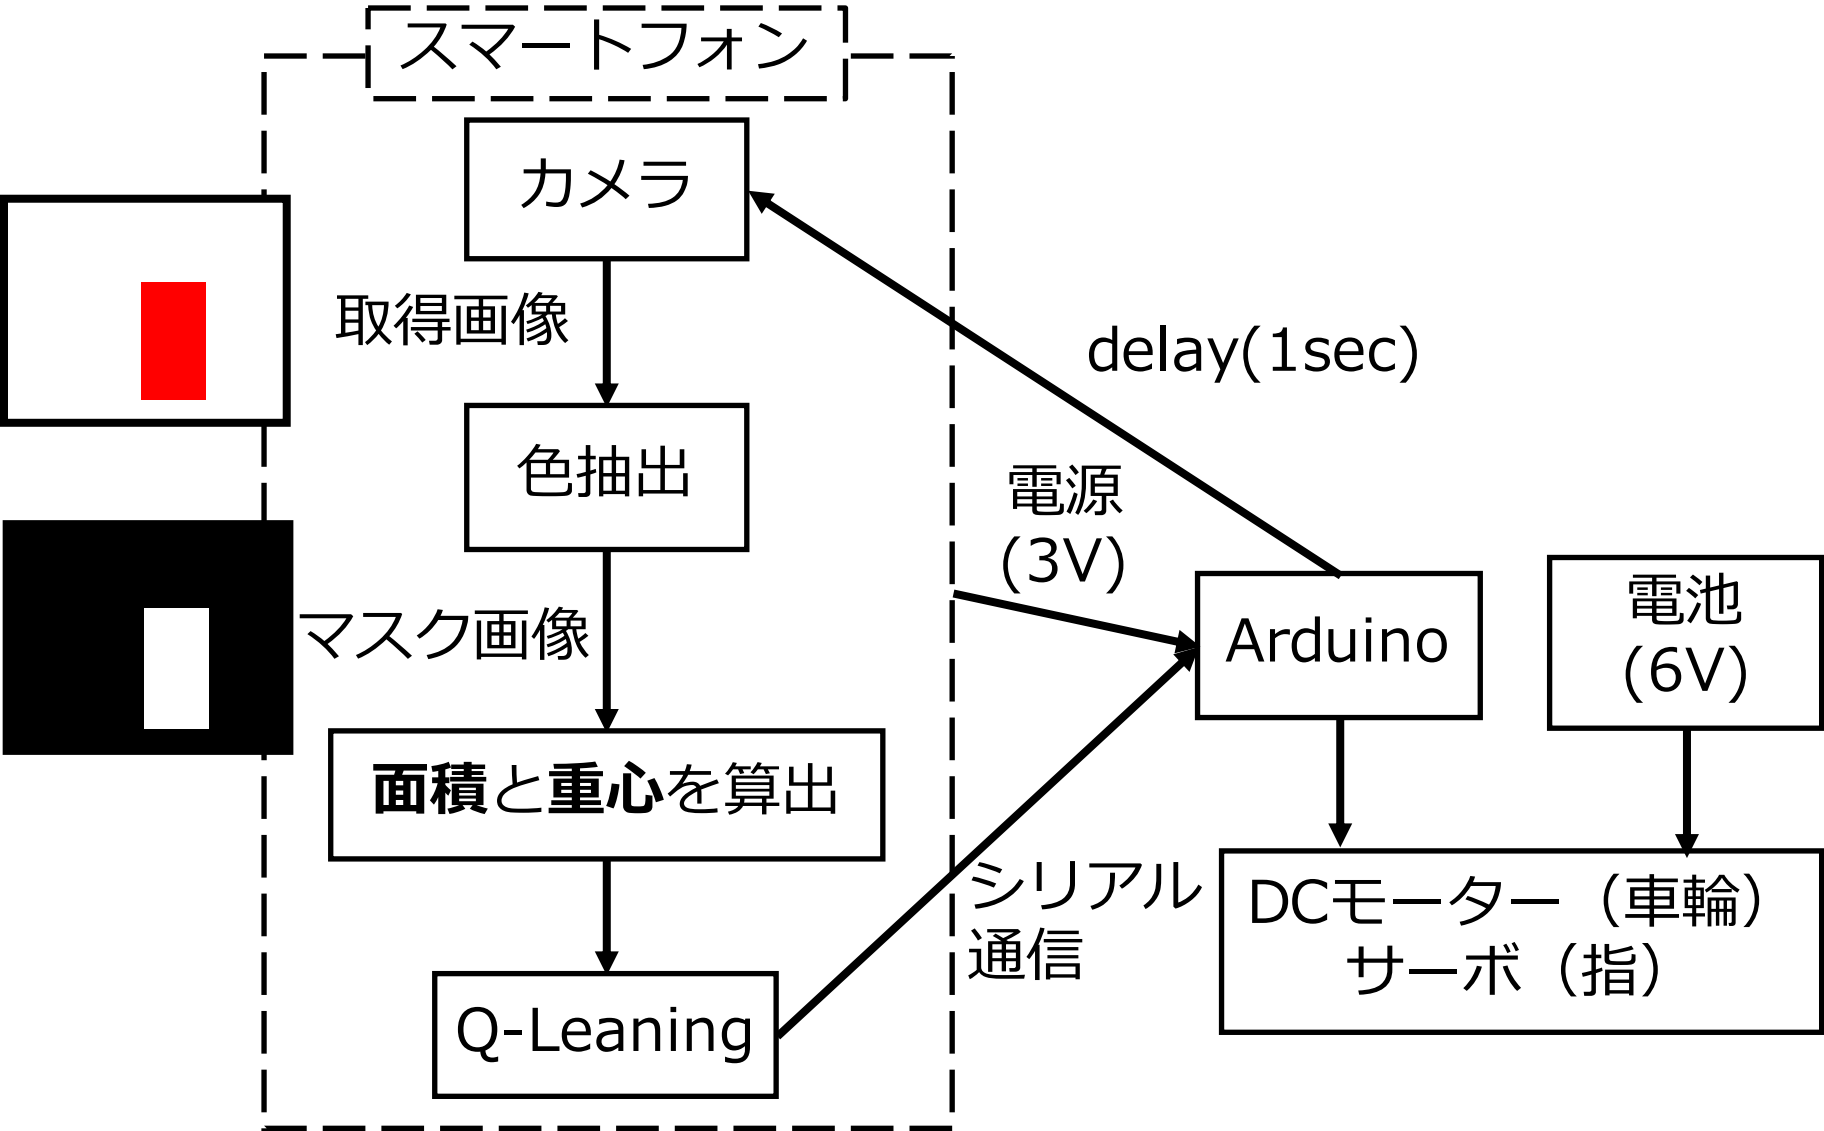 スマートフォン
カメラ
取得画像
色抽出
マスク画像
面積と重心を算出
Q-Leaning
delay(1sec)
電源
(3V)
シリアル
通信
Arduino
電池
(6V)
DCモーター（車輪）
サーボ（指）